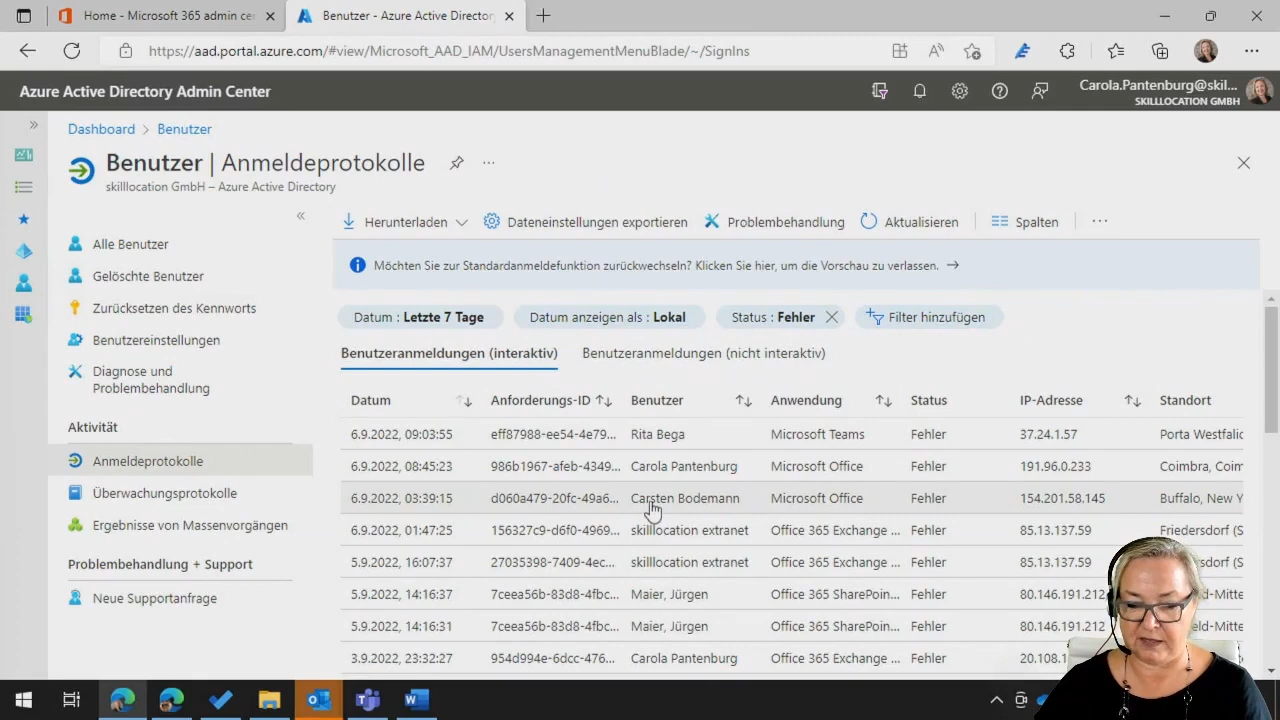 Home - Microsoft 365 admin ce
Benutzer - Azure Active Directory
https://aad.portal.azure.com/#view/Microsoft_AAD_IAM/UsersManagementMenuBlade/~/SignIns
Azure Active Directory Admin Center
Carola.Pantenburg@skil...
SKILLLOCATION GMBH
Dashboard > Benutzer
Benutzer | Anmeldeprotokolle
skilllocation GmbH – Azure Active Directory
Alle Benutzer
Gelöschte Benutzer
Zurücksetzen des Kennworts
Benutzereinstellungen
Diagnose und
Problembehandlung
Aktivität
Anmeldeprotokolle
Überwachungsprotokolle
Ergebnisse von Massenvorgängen
Problembehandlung + Support
Neue Supportanfrage
Herunterladen Dateneinstellungen exportieren Problembehandlung Aktualisieren Spalten
Möchten Sie zur Standardanmeldefunktion zurückwechseln? Klicken Sie hier, um die Vorschau zu verlassen.
Datum : Letzte 7 Tage Datum anzeigen als : Lokal Status : Fehler Filter hinzufügen
Benutzeranmeldungen (interaktiv) Benutzeranmeldungen (nicht interaktiv)
Datum Anforderungs-ID Benutzer Anwendung Status IP-Adresse Standort
6.9.2022, 09:03:55 eff87988-ee54-4e79... Rita Bega Microsoft Teams Fehler 37.24.1.57 Porta Westfalic
6.9.2022, 08:45:23 986b1967-afeb-4349... Carola Pantenburg Microsoft Office Fehler 191.96.0.233 Coimbra, Coim
6.9.2022, 03:39:15 d060a479-20fc-49a6... Carsten Bodemann Microsoft Office Fehler 154.201.58.145 Buffalo, New Y
6.9.2022, 01:47:25 156327c9-d6f0-4969... skilllocation extranet Office 365 Exchange ... Fehler 85.13.137.59 Friedersdorf (S
5.9.2022, 16:07:37 27035398-7409-4ec... skilllocation extranet Office 365 Exchange ... Fehler 85.13.137.59
5.9.2022, 14:16:37 7ceea56b-83d8-4fbc... Maier, Jürgen Office 365 SharePoin... Fehler 80.146.191.212
5.9.2022, 14:16:31 7ceea56b-83d8-4fbc... Maier, Jürgen Office 365 SharePoin... Fehler 80.146.191.212
3.9.2022, 23:32:27 954d994e-6dcc-476... Carola Pantenburg Office 365 Exchange ... Fehler 20.108.1